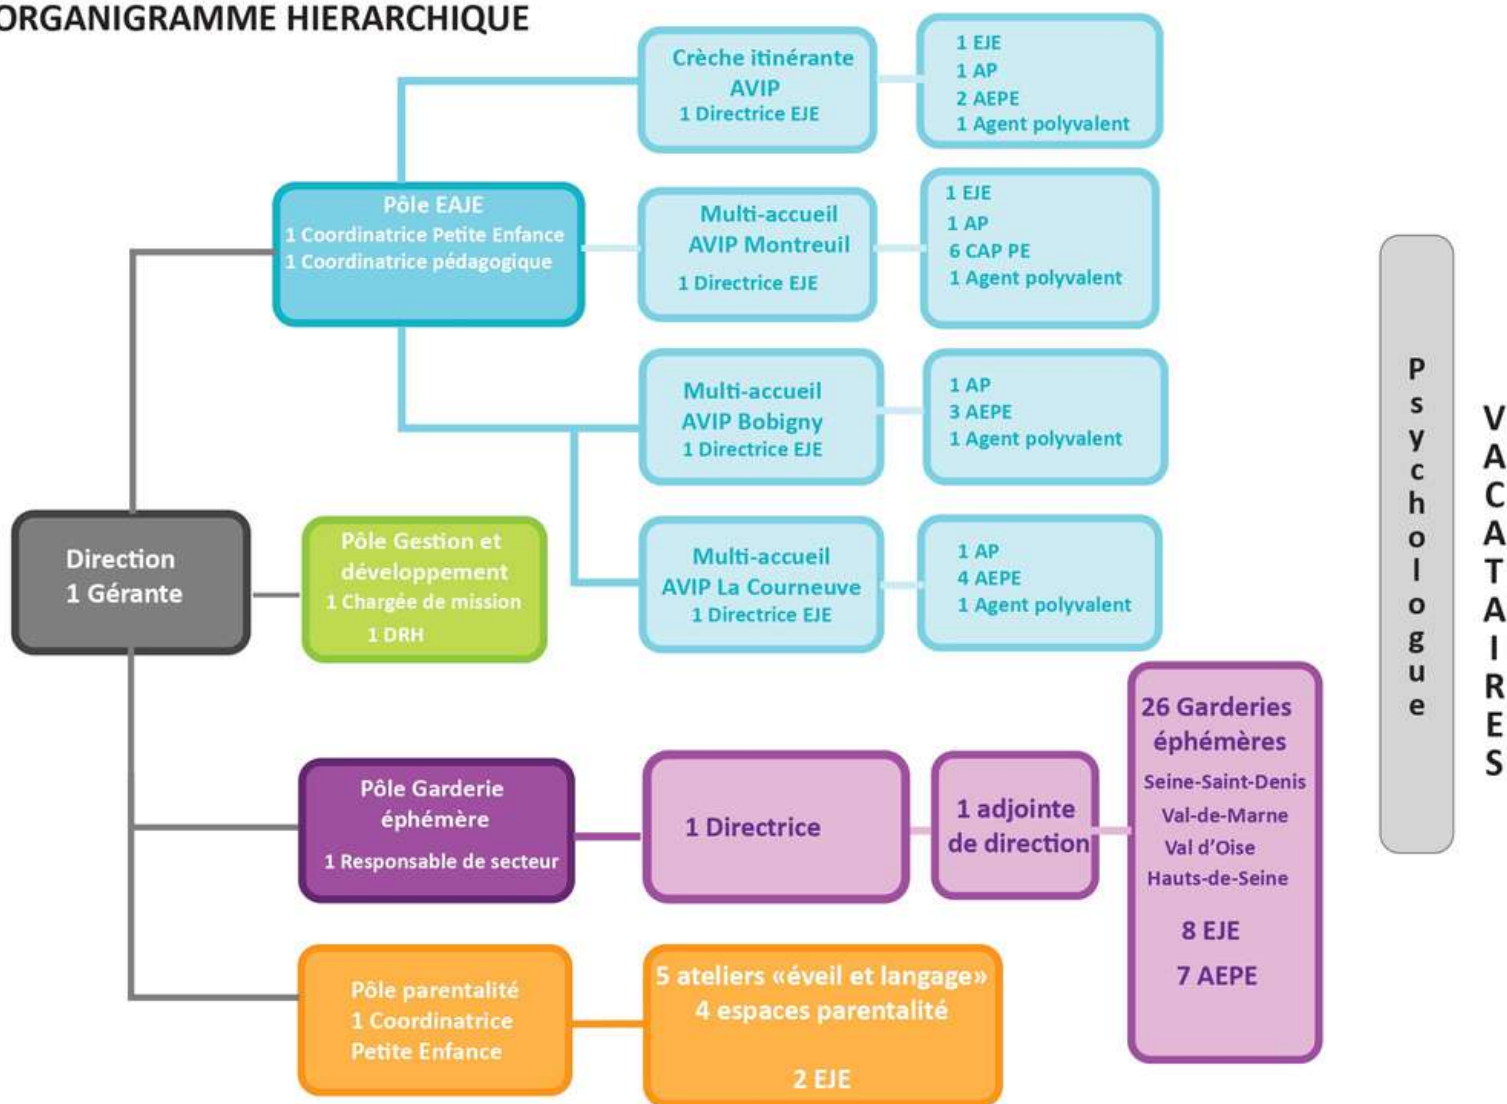 ORGANIGRAMME HIERARCHIQUE
Crèche itinérante
AVIP
1 Directrice EJE
1 EJE
1 AP
2 AEPE
1 Agent polyvalent
Pôle EAJE
1 Coordinatrice Petite Enfance
1 Coordinatrice pédagogique
Multi-accueil
AVIP Montreuil
1 Directrice EJE
1 EJE
1 AP
6 CAP PE
1 Agent polyvalent
Multi-accueil
AVIP Bobigny
1 Directrice EJE
1 AP
3 AEPE
1 Agent polyvalent
Direction
1 Gérante
Pôle Gestion et
développement
1 Chargée de mission
1 DRH
Multi-accueil
AVIP La Courneuve
1 Directrice EJE
1 AP
4 AEPE
1 Agent polyvalent
Pôle Garderie
éphémère
1 Responsable de secteur
1 Directrice
1 adjointe
de direction
26 Garderies
éphémères
Seine-Saint-Denis
Val-de-Marne
Val d’Oise
Hauts-de-Seine
8 EJE
7 AEPE
Pôle parentalité
1 Coordinatrice
Petite Enfance
5 ateliers «éveil et langage»
4 espaces parentalité
2 EJE
Psychologue
VACATAIRES